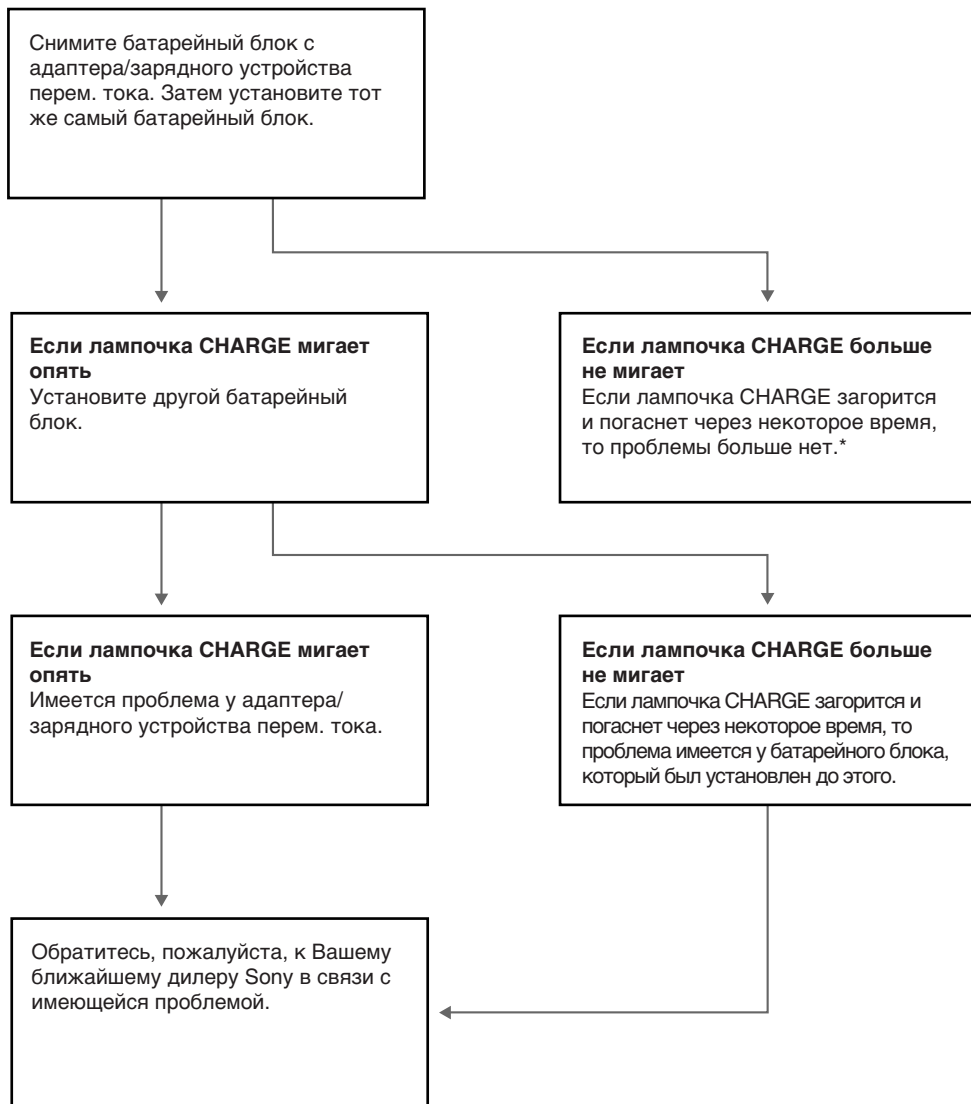 Снимите батарейный блок с
адаптера/зарядного устройства
перем. тока. Затем установите тот
же самый батарейный блок.
Если лампочка CHARGE мигает
опять
Установите другой батарейный
блок.
Если лампочка CHARGE больше
не мигает
Если лампочка CHARGE загорится
и погаснет через некоторое время,
то проблемы больше нет.*
Если лампочка CHARGE мигает
опять
Имеется проблема у адаптера/
зарядного устройства перем. тока.
Если лампочка CHARGE больше
не мигает
Если лампочка CHARGE загорится и
погаснет через некоторое время, то
проблема имеется у батарейного блока,
который был установлен до этого.
Обратитесь, пожалуйста, к Вашему
ближайшему дилеру Sony в связи с
имеющейся проблемой.